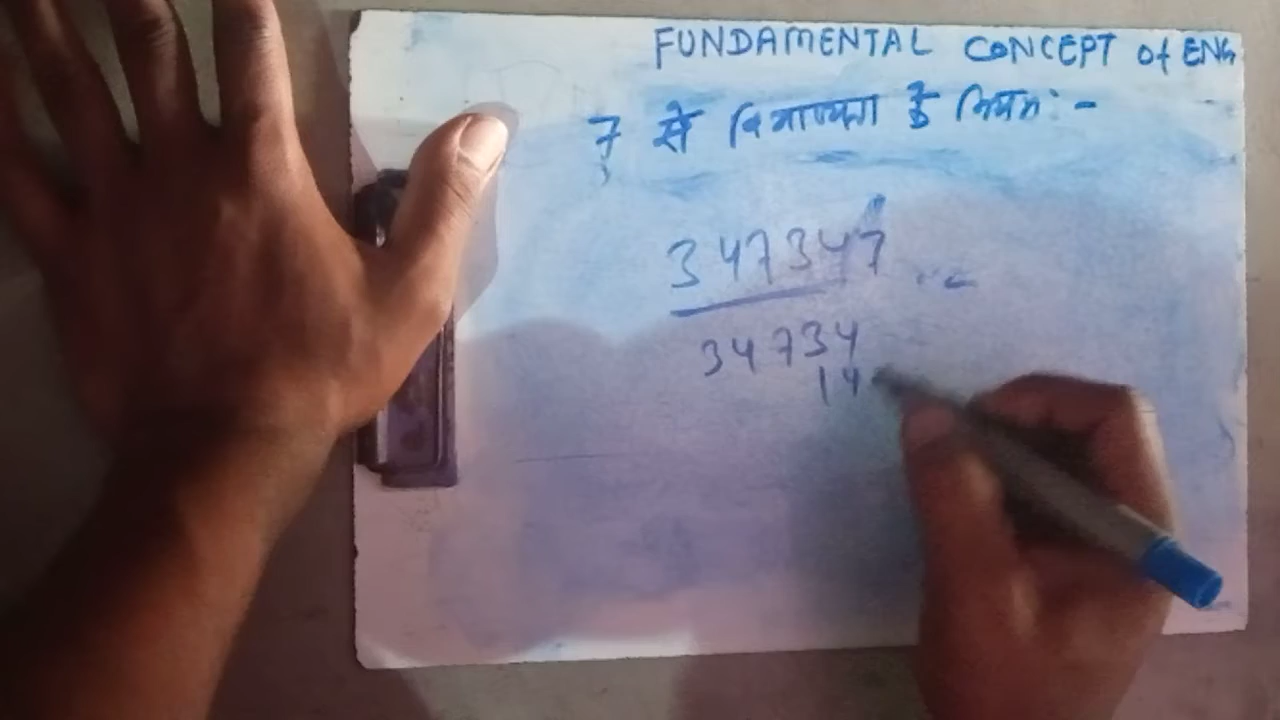 FUNDAMENTAL CONCEPT Of ENG
7 से विभाज्यता के नियम :-
347347
34734
14